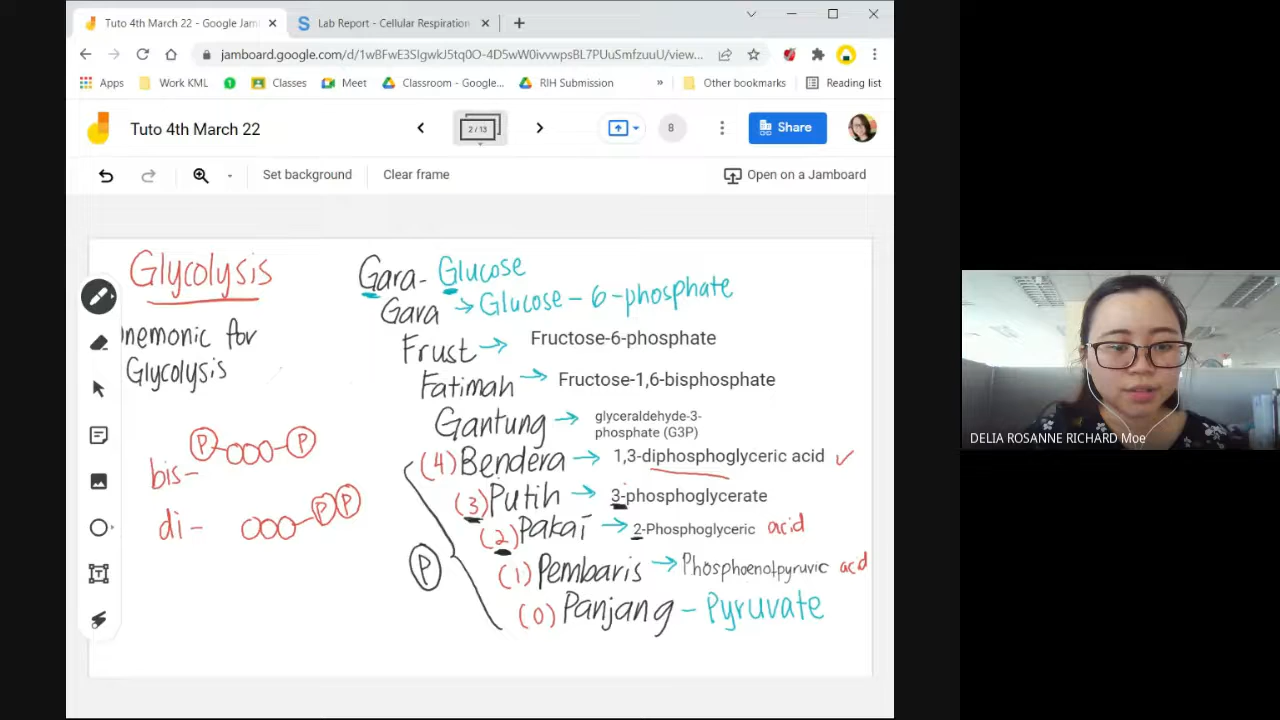 Tuto 4th March 22 - Google Jam
Lab Report - Cellular Respiration
jamboard.google.com/d/1w8FwE3SIgwkJ5tq0O-4D5wW0ivvwpsBL7PUuSmfzuuU/view...
Apps
Work KML
1
Classes
Meet
Classroom - Google...
RIH Submission
»
Other bookmarks
Reading list
Tuto 4th March 22
2 / 13
8
Share
Set background
Clear frame
Open on a Jamboard
Glycolysis
nemonic for
Glycolysis
bis- P OOO P
di- OOO P P
Gara - Glucose
Gara → Glucose - 6 - phosphate
Frust → Fructose-6-phosphate
Fatimah → Fructose-1,6-bisphosphate
Gantung → glyceraldehyde-3-
phosphate (G3P)
(4) Bendera → 1,3-diphosphoglyceric acid ✓
(3) Putih → 3-phosphoglycerate
(2) Pakai → 2-Phosphoglyceric acid
P
(1) Pembaris → Phosphoenolpyruvic acid
(0) Panjang - Pyruvate
DELIA ROSANNE RICHARD Moe